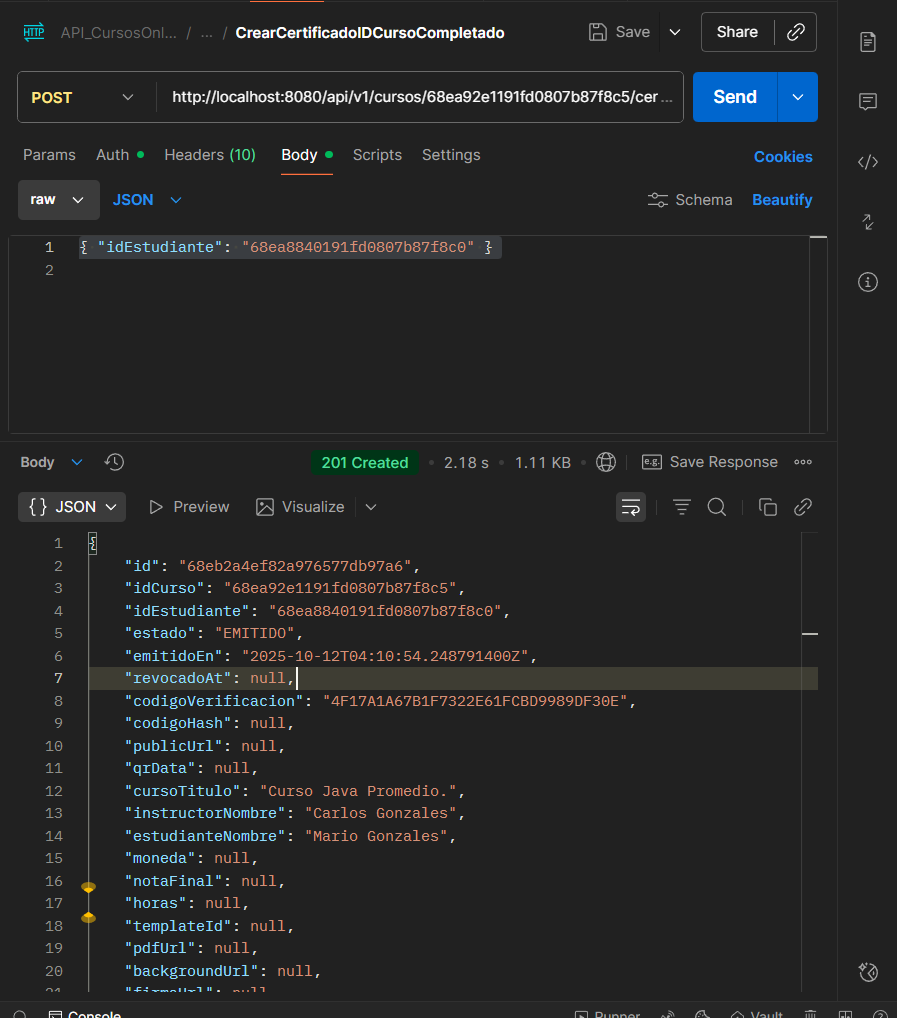 HTTP API_CursosOnl... / ... / CrearCertificadoIDCursoCompletado Save Share
POST http://localhost:8080/api/v1/cursos/68ea92e1191fd0807b87f8c5/cer ... Send
Params Auth Headers (10) Body Scripts Settings Cookies
raw JSON Schema Beautify
1 { "idEstudiante": "68ea8840191fd0807b87f8c0" }
2
Body 201 Created 2.18 s 1.11 KB e.g. Save Response
{} JSON Preview Visualize
1 {
2 "id": "68eb2a4ef82a976577db97a6",
3 "idCurso": "68ea92e1191fd0807b87f8c5",
4 "idEstudiante": "68ea8840191fd0807b87f8c0",
5 "estado": "EMITIDO",
6 "emitidoEn": "2025-10-12T04:10:54.248791400Z",
7 "revocadoAt": null,
8 "codigoVerificacion": "4F17A1A67B1F7322E61FCBD9989DF30E",
9 "codigoHash": null,
10 "publicUrl": null,
11 "qrData": null,
12 "cursoTitulo": "Curso Java Promedio.",
13 "instructorNombre": "Carlos Gonzales",
14 "estudianteNombre": "Mario Gonzales",
15 "moneda": null,
16 "notaFinal": null,
17 "horas": null,
18 "templateId": null,
19 "pdfUrl": null,
20 "backgroundUrl": null,
21 "firmaUrl": null
Console Runner Vault